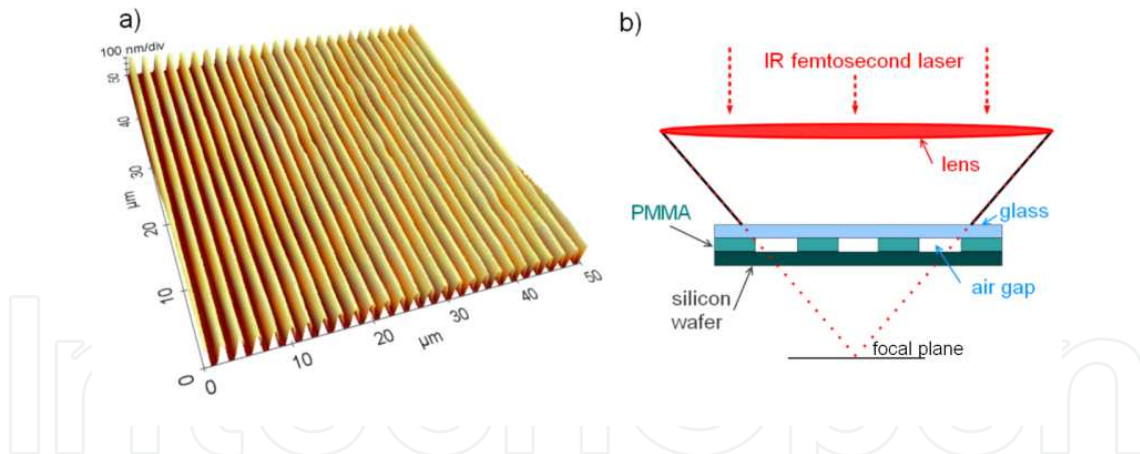 a)
100 nm/div
50
40
30
µm
20
10
0
0
10
20
µm
30
40
50
b)
IR femtosecond laser
lens
PMMA
glass
silicon
wafer
air gap
focal plane
IntechOpen